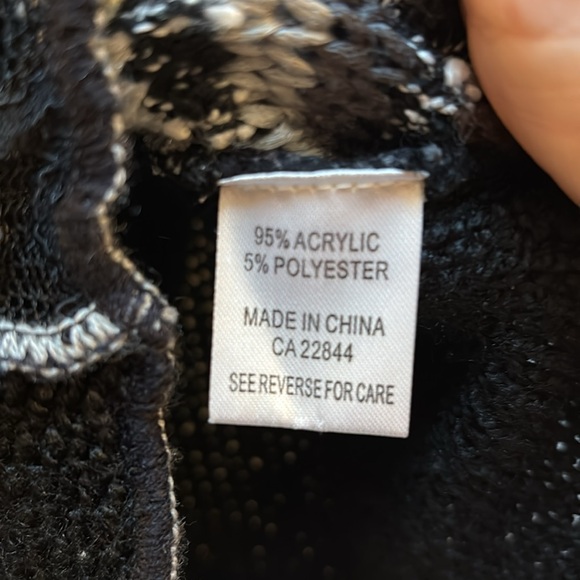 95% ACRYLIC
5% POLYESTER
MADE IN CHINA
CA 22844
SEE REVERSE FOR CARE